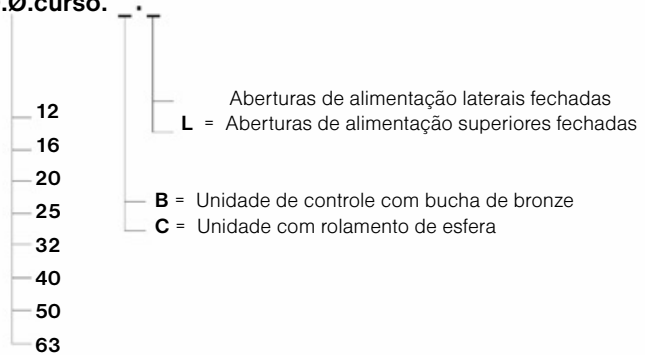 .Ø.curso. _ . _
Aberturas de alimentação laterais fechadas
L = Aberturas de alimentação superiores fechadas
B = Unidade de controle com bucha de bronze
C = Unidade com rolamento de esfera
12
16
20
25
32
40
50
63